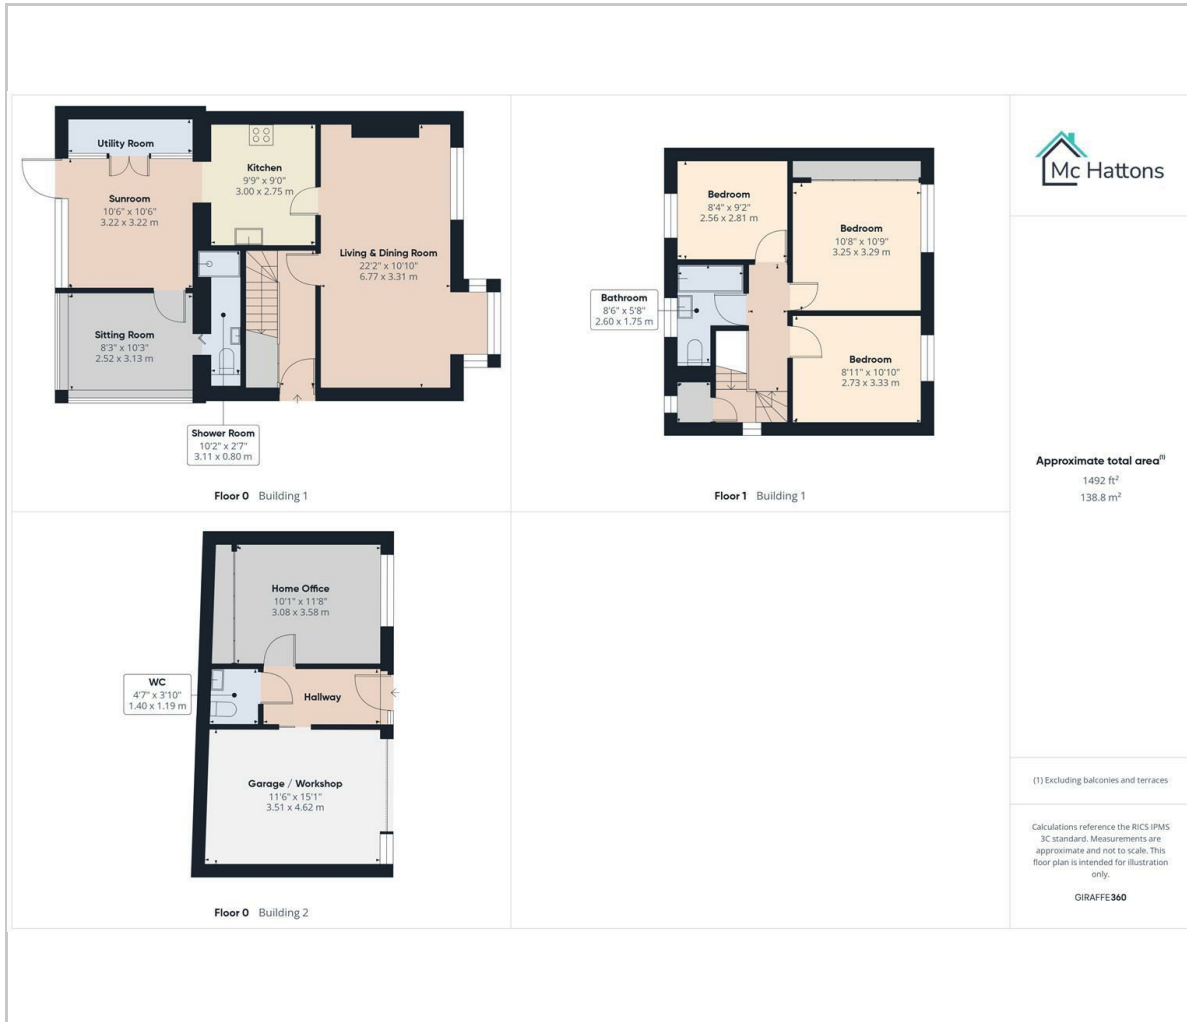 Utility Room
Kitchen
9'9" x 9'0"
3.00 x 2.75 m
Sunroom
10'6" x 10'6"
3.22 x 3.22 m
Living & Dining Room
22'2" x 10'10"
6.77 x 3.31 m
Sitting Room
8'3" x 10'3"
2.52 x 3.13 m
Shower Room
10'2" x 2'7"
3.11 x 0.80 m
Floor 0 Building 1
Bedroom
8'4" x 9'2"
2.56 x 2.81 m
Bedroom
10'8" x 10'9"
3.25 x 3.29 m
Bathroom
8'6" x 5'8"
2.60 x 1.75 m
Bedroom
8'11" x 10'10"
2.73 x 3.33 m
Floor 1 Building 1
Home Office
10'1" x 11'8"
3.08 x 3.58 m
WC
4'7" x 3'10"
1.40 x 1.19 m
Hallway
Garage / Workshop
11'6" x 15'1"
3.51 x 4.62 m
Floor 0 Building 2
Mc Hattons
Approximate total area⁽¹⁾
1492 ft²
138.8 m²
(1) Excluding balconies and terraces
Calculations reference the RICS IPMS
3C standard. Measurements are
approximate and not to scale. This
floor plan is intended for illustration
only.
GIRAFFE360